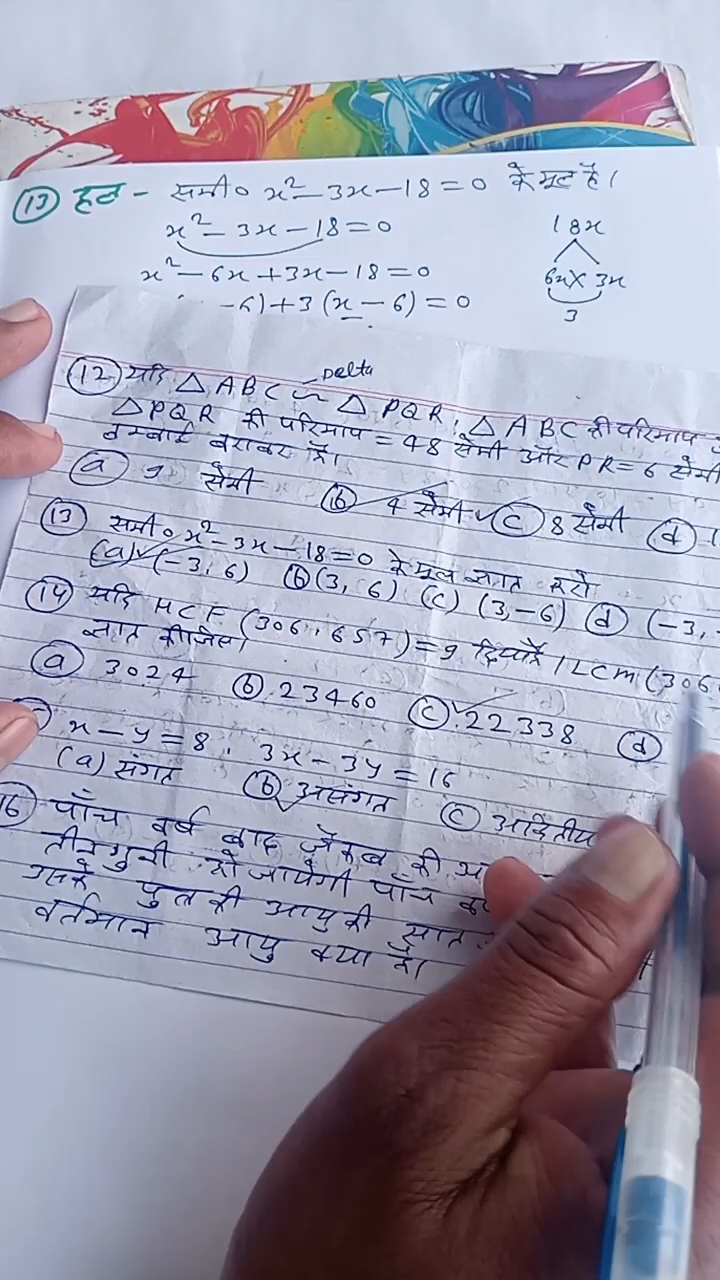 (13) हल - समी० x² - 3x - 18 = 0 के मूल हैं।
x² - 3x - 18 = 0
18x
x² - 6x + 3x - 18 = 0
6x X 3x
-6) + 3 (x - 6) = 0
3
Delta
(12) यदि △ ABC ~ △ PQR, △ ABC की परिमाप
△ PQR की परिमाप = 48 सेमी और PR = 6 सेमी
लम्बाई बराबर है।
(a) 9 सेमी (b) 4 सेमी (c) 8 सेमी (d)
(13) समी० x² - 3x - 18 = 0 के मूल ज्ञात करो
(a) (-3, 6) (b) (3, 6) (c) (3, -6) (d) (-3, -
(14) यदि HCF (306, 657) = 9 दिया है। LCM (306
ज्ञात कीजिए।
(a) 3024 (b) 23460 (c) 22338 (d)
x - y = 8, 3x - 3y = 16
(a) संगत (b) असंगत (c) अद्वितीय
16 पाँच वर्ष बाद जैकब की
तीन गुनी हो जायेगी पाँच
उसके पुत्र की आयु की सात
वर्तमान आयु क्या है।